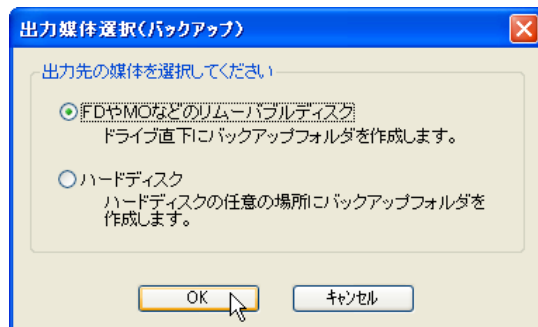 出力媒体選択(バックアップ)
出力先の媒体を選択してください
FDやMOなどのリムーバブルディスク
ドライブ直下にバックアップフォルダを作成します。
ハードディスク
ハードディスクの任意の場所にバックアップフォルダを
作成します。
OK
キャンセル